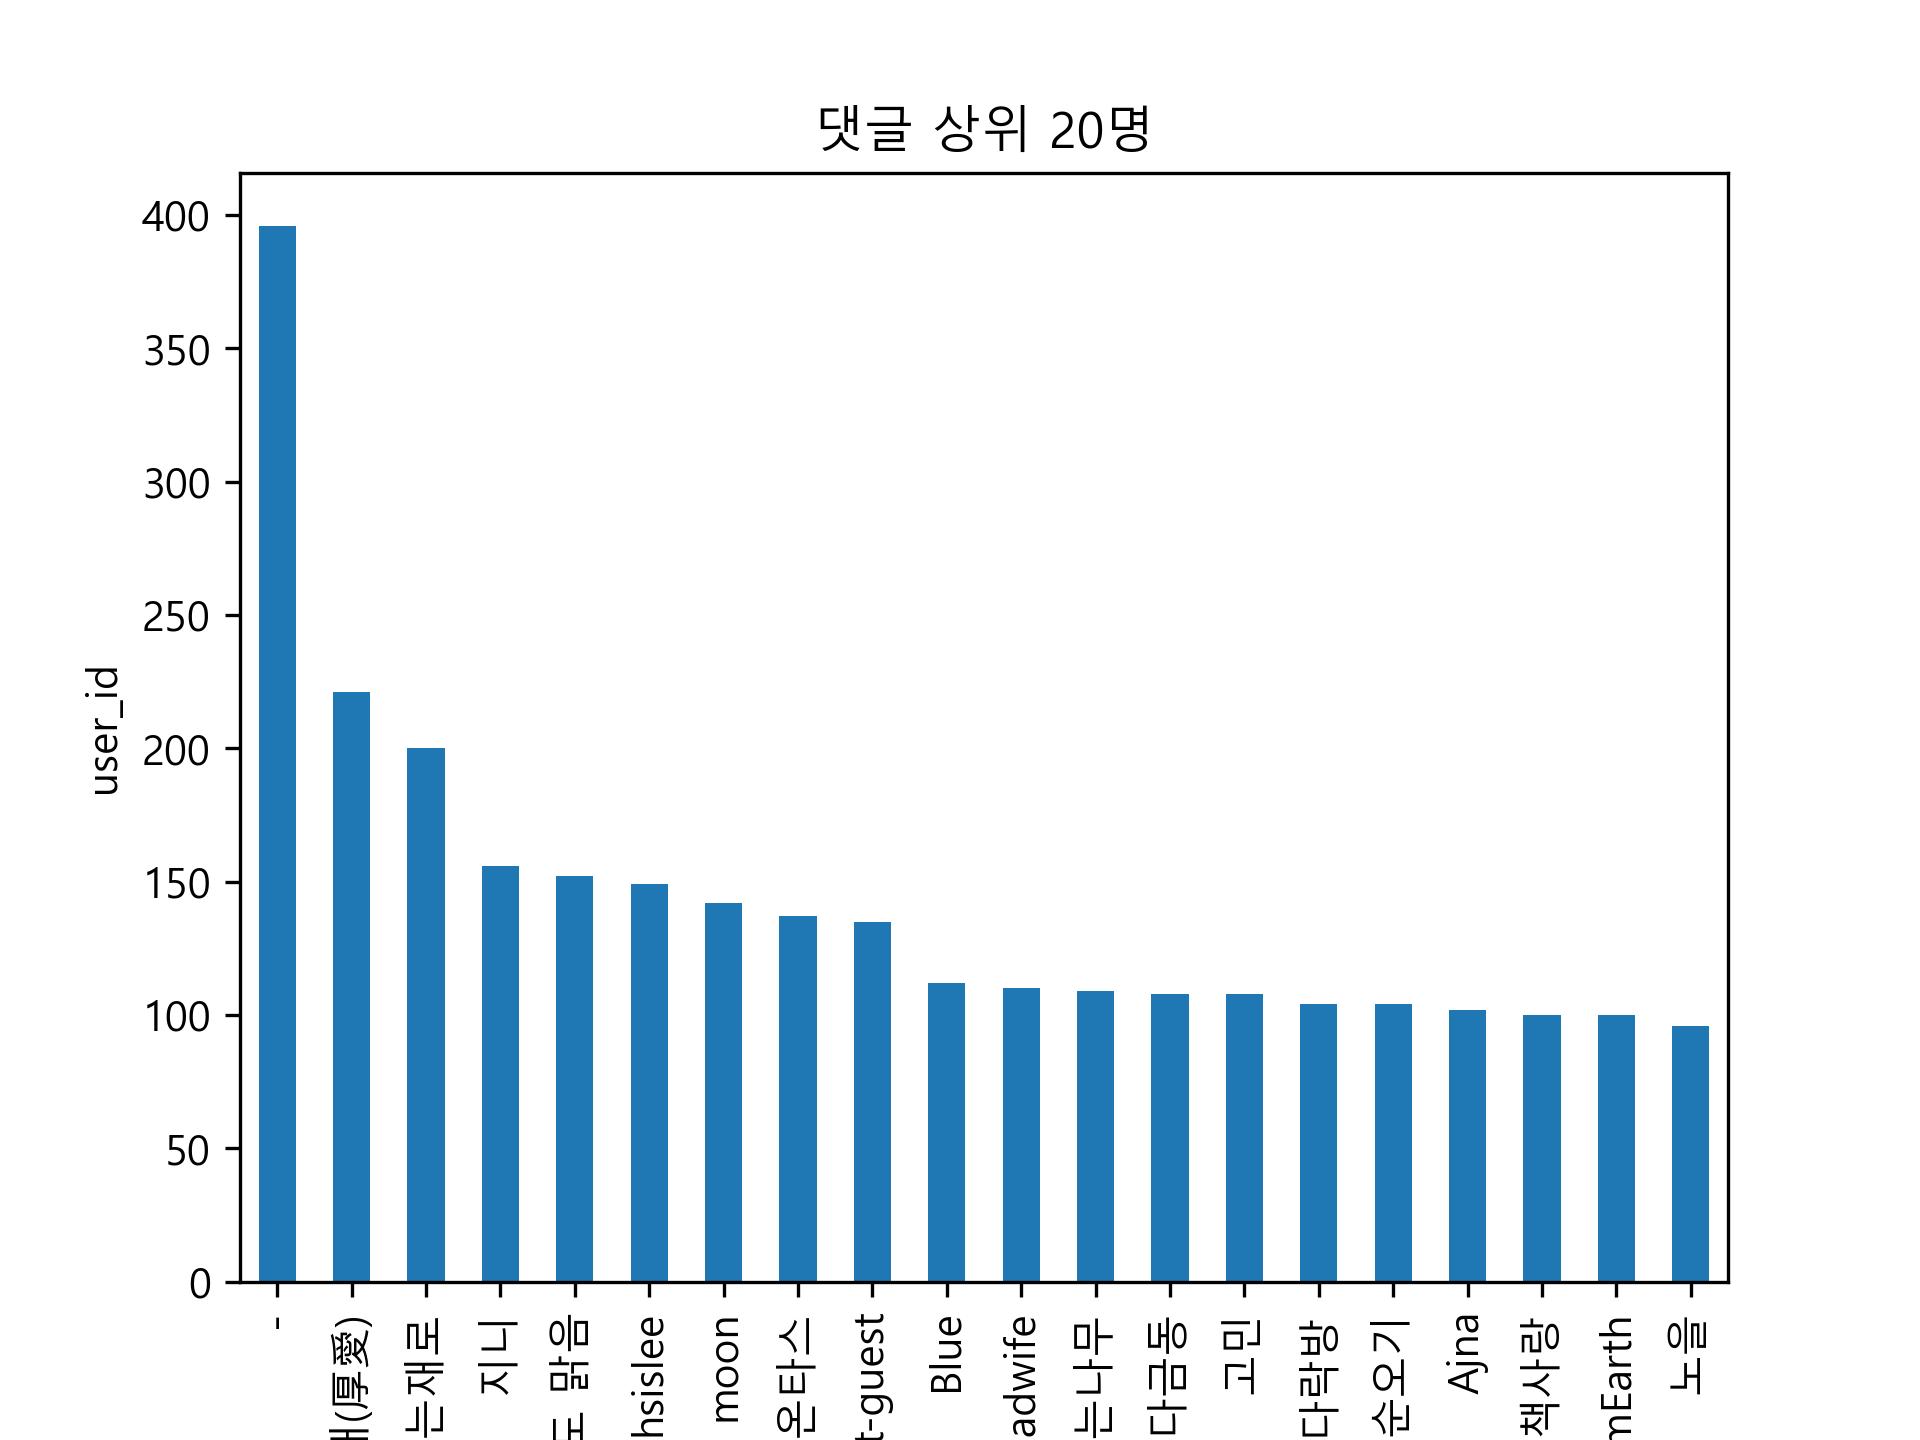 댓글 상위 20명
user_id
400
350
300
250
200
150
100
50
0
-
(厚愛)
는재로
지니
맑음
hsislee
moon
온타스
t-guest
Blue
adwife
는나무
다금동
고민
다락방
순오기
Ajna
책사랑
mEarth
노을